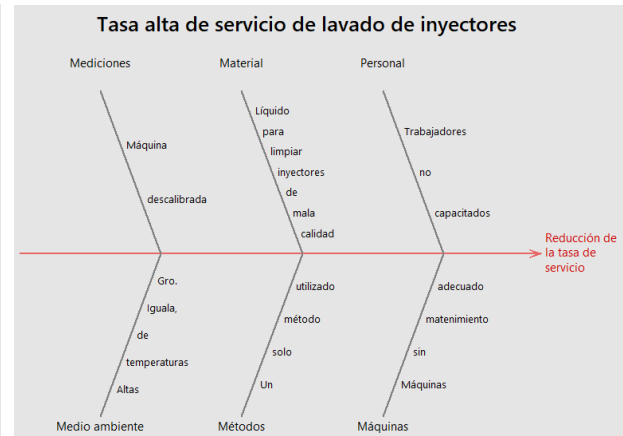 Tasa alta de servicio de lavado de inyectores
Mediciones
Material
Personal
Máquina
descalibrada
Líquido
para
limpiar
inyectores
de
mala
calidad
Trabajadores
no
capacitados
Reducción de
la tasa de
servicio
Gro.
Iguala,
de
temperaturas
Altas
utilizado
método
solo
Un
adecuado
matenimiento
sin
Máquinas
Medio ambiente
Métodos
Máquinas